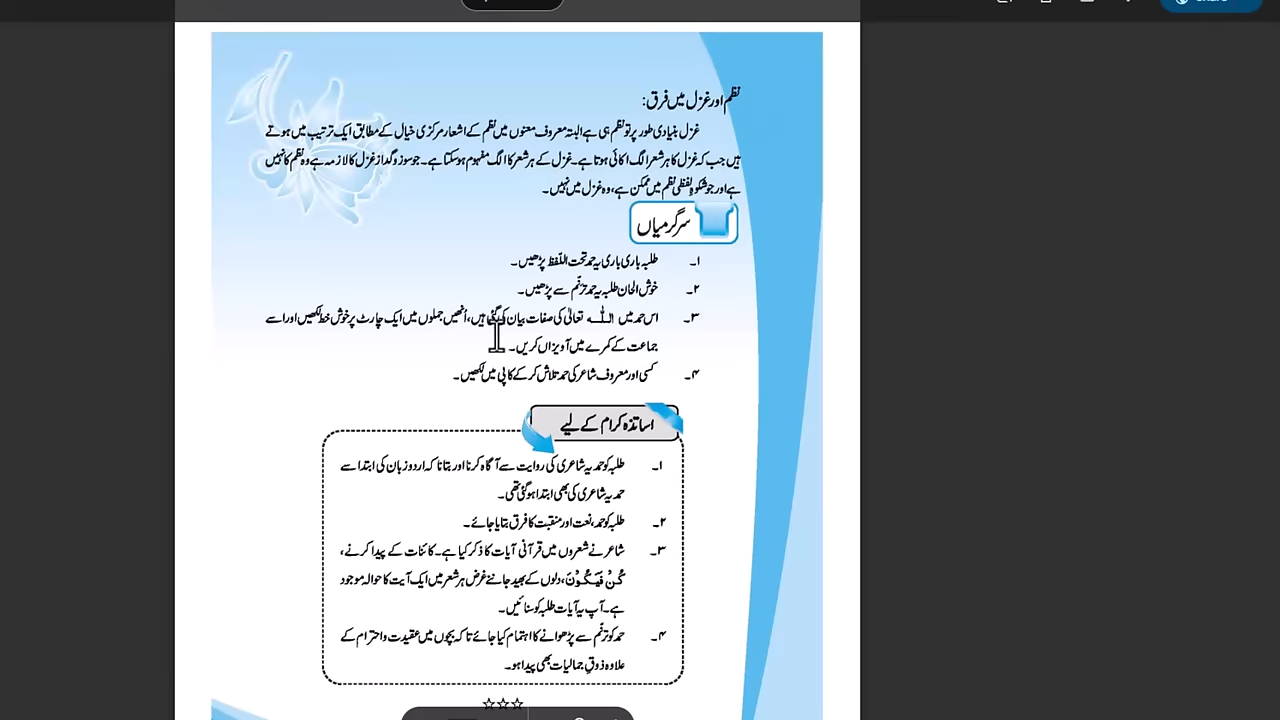 نظم اور غزل میں فرق:
غزل بنیادی طور پر تو نظم ہی ہے البتہ معروف معنوں میں نظم کے اشعار مرکزی خیال کے مطابق ایک ترتیب میں ہوتے
ہیں جب کہ غزل کا ہر شعر الگ اکائی ہوتا ہے۔ غزل کے ہر شعر کا الگ مفہوم ہو سکتا ہے۔ جو سوز و گداز غزل کا لازمہ ہے وہ نظم کا نہیں
ہے اور جو شکوہِ لفظی نظم میں ممکن ہے، وہ غزل میں نہیں۔
سرگرمیاں
۱۔ طلبہ باری باری یہ حمد تحت اللفظ پڑھیں۔
۲۔ خوش الحان طلبہ یہ حمد ترنّم سے پڑھیں۔
۳۔ اس حمد میں اللہ تعالیٰ کی صفات بیان کی گئی ہیں، اُنھیں جملوں میں ایک چارٹ پر خوش خط لکھیں اور اسے
جماعت کے کمرے میں آویزاں کریں۔
۴۔ کسی اور معروف شاعر کی حمد تلاش کر کے کاپی میں لکھیں۔
اساتذہ کرام کے لیے
۱۔ طلبہ کو حمدیہ شاعری کی روایت سے آگاہ کرنا اور بتانا کہ اردو زبان کی ابتدا سے
حمدیہ شاعری کی بھی ابتدا ہو گئی تھی۔
۲۔ طلبہ کو حمد، نعت اور منقبت کا فرق بتایا جائے۔
۳۔ شاعر نے شعروں میں قرآنی آیات کا ذکر کیا ہے۔ کائنات کے پیدا کرنے،
کُنْ فَیَکُوْن، دلوں کے بھید جاننے غرض ہر شعر میں ایک آیت کا حوالہ موجود
ہے۔ آپ یہ آیات طلبہ کو سنائیں۔
۴۔ حمد کو ترنّم سے پڑھوانے کا اہتمام کیا جائے تاکہ بچوں میں عقیدت و احترام کے
علاوہ ذوقِ جمالیات بھی پیدا ہو۔
☆☆☆